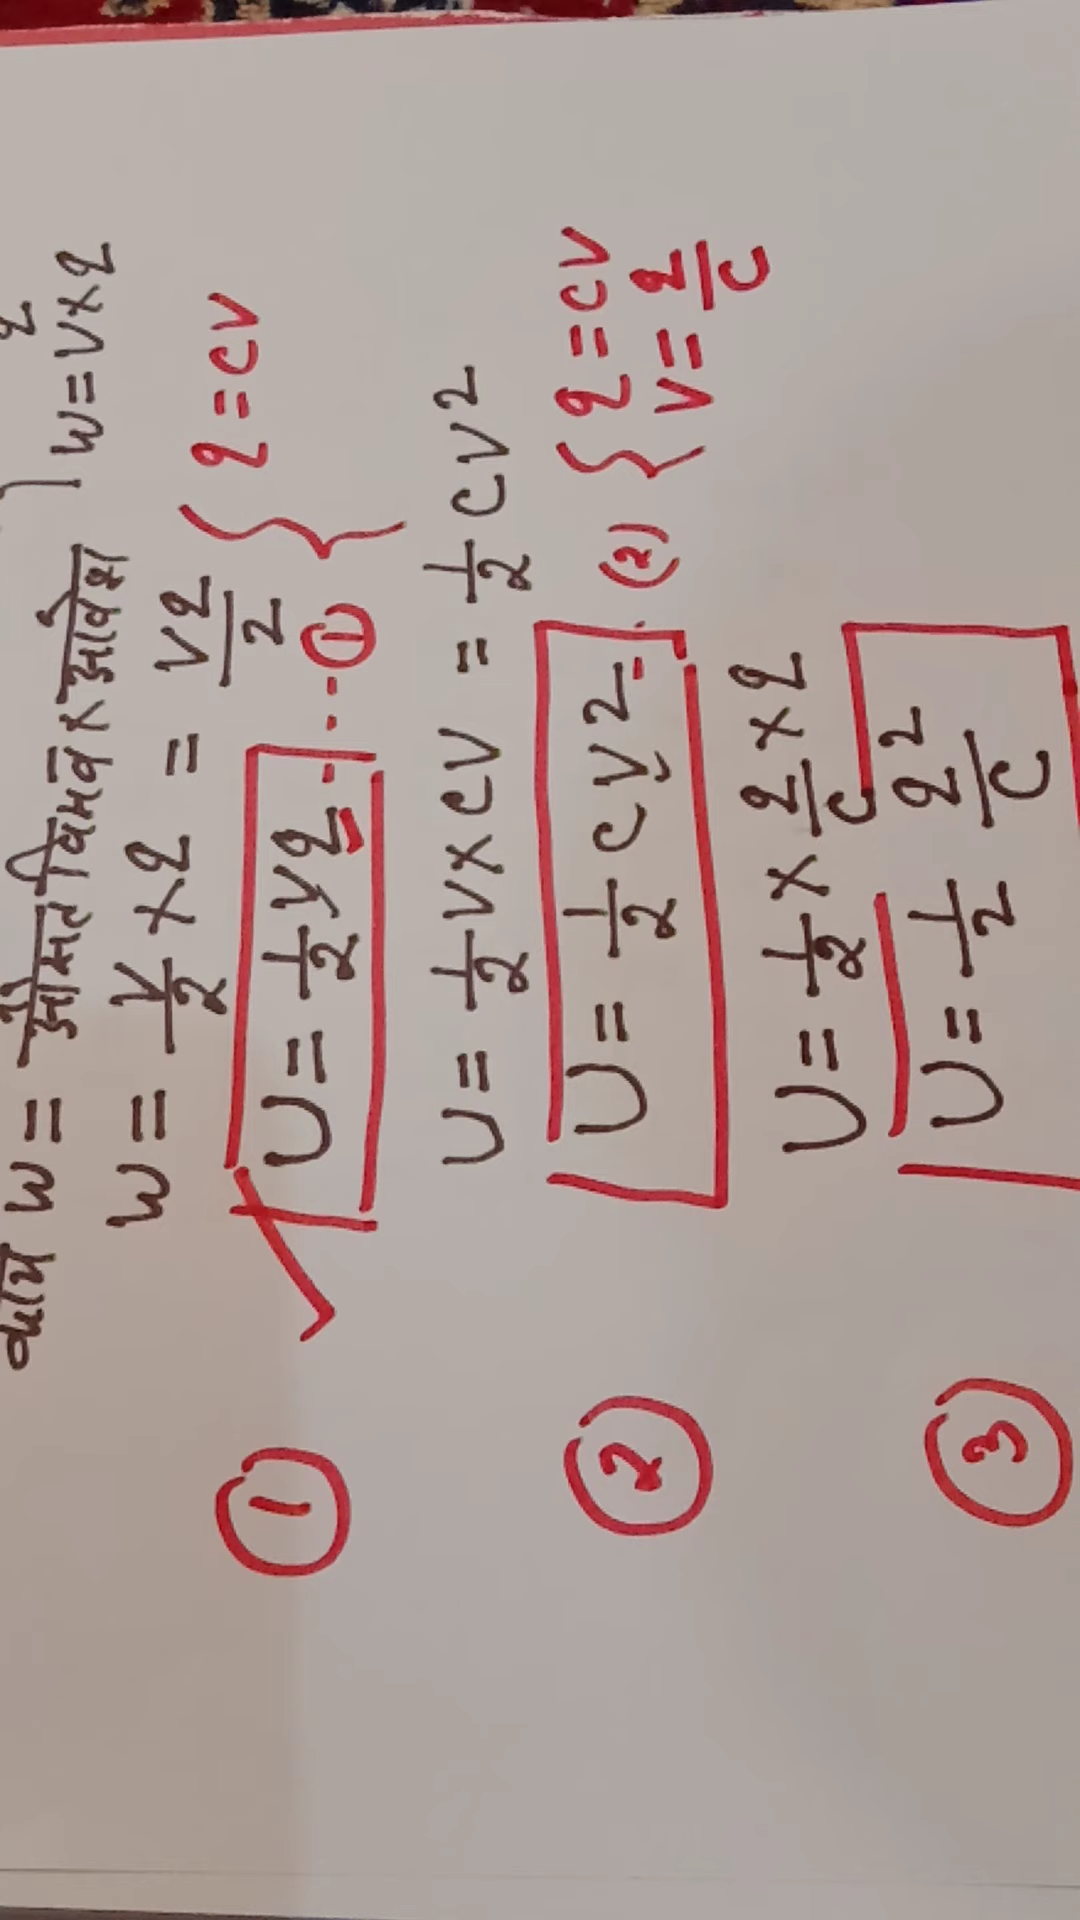 कार्य W = औसत विभव × आवेश
W = V×q
W = V/2 × q = Vq/2 { q = CV
① U = 1/2 Vq --- ①
U = 1/2 V×CV = 1/2 CV²
② U = 1/2 CV² --- (2) { q = CV
V = q/C
U = 1/2 × q/C × q
③ U = 1/2 q²/C